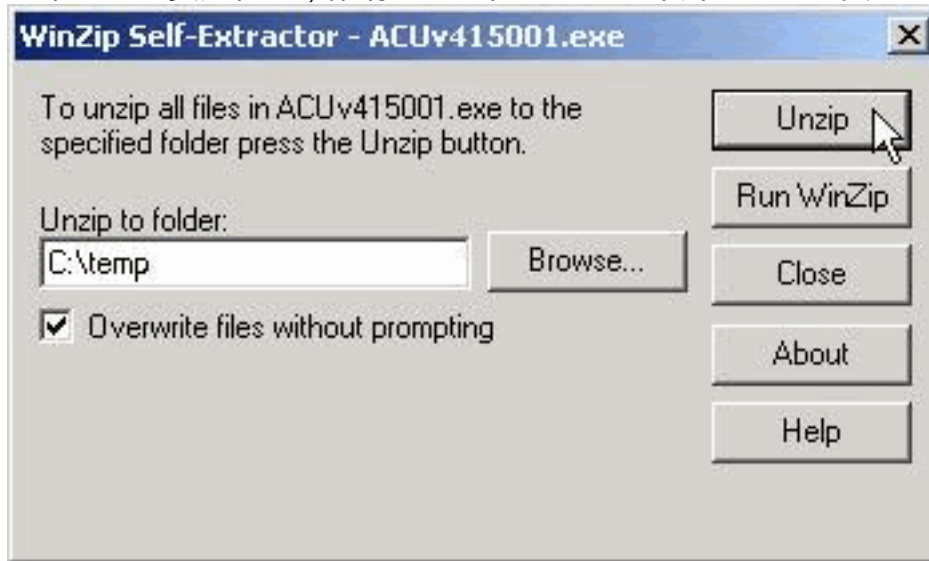 WinZip Self-Extractor - ACUv415001.exe
To unzip all files in ACUv415001.exe to the
specified folder press the Unzip button.
Unzip to folder:
C:\temp
Browse...
Overwrite files without prompting
Unzip
Run WinZip
Close
About
Help